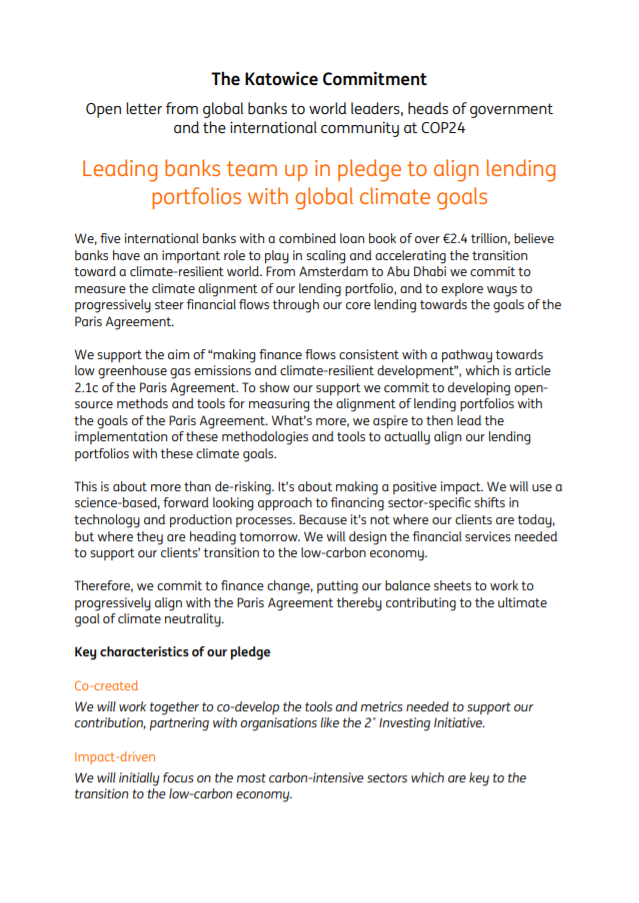 The Katowice Commitment
Open letter from global banks to world leaders, heads of government
and the international community at COP24
Leading banks team up in pledge to align lending
portfolios with global climate goals
We, five international banks with a combined loan book of over €2.4 trillion, believe
banks have an important role to play in scaling and accelerating the transition
toward a climate-resilient world. From Amsterdam to Abu Dhabi we commit to
measure the climate alignment of our lending portfolio, and to explore ways to
progressively steer financial flows through our core lending towards the goals of the
Paris Agreement.
We support the aim of “making finance flows consistent with a pathway towards
low greenhouse gas emissions and climate-resilient development”, which is article
2.1c of the Paris Agreement. To show our support we commit to developing open-
source methods and tools for measuring the alignment of lending portfolios with
the goals of the Paris Agreement. What's more, we aspire to then lead the
implementation of these methodologies and tools to actually align our lending
portfolios with these climate goals.
This is about more than de-risking. It's about making a positive impact. We will use a
science-based, forward looking approach to financing sector-specific shifts in
technology and production processes. Because it's not where our clients are today,
but where they are heading tomorrow. We will design the financial services needed
to support our clients' transition to the low-carbon economy.
Therefore, we commit to finance change, putting our balance sheets to work to
progressively align with the Paris Agreement thereby contributing to the ultimate
goal of climate neutrality.
Key characteristics of our pledge
Co-created
We will work together to co-develop the tools and metrics needed to support our
contribution, partnering with organisations like the 2˚ Investing Initiative.
Impact-driven
We will initially focus on the most carbon-intensive sectors which are key to the
transition to the low-carbon economy.